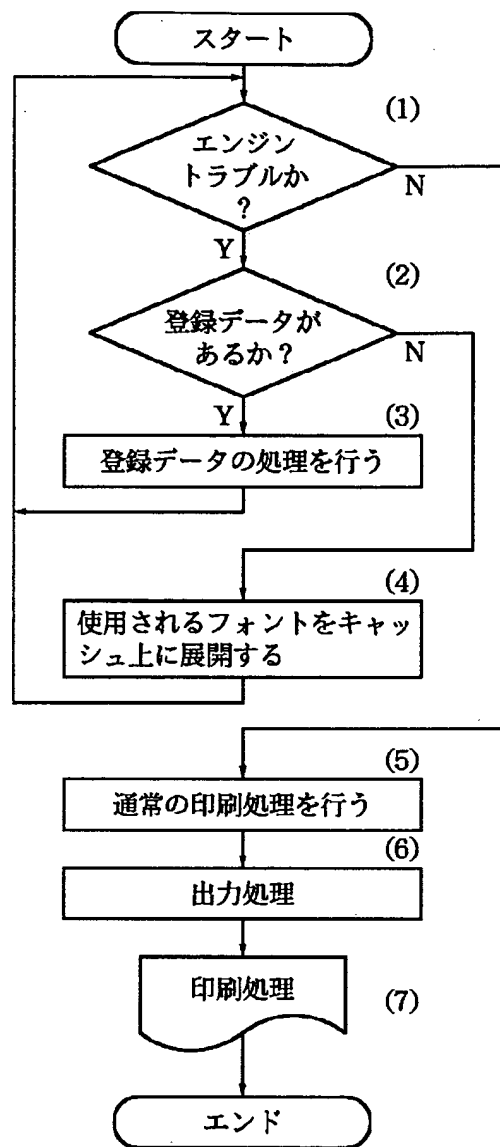 スタート
(1)
エンジン
トラブルか
?
N
Y
(2)
登録データが
あるか?
N
Y
(3)
登録データの処理を行う
(4)
使用されるフォントをキャッ
シュ上に展開する
(5)
通常の印刷処理を行う
(6)
出力処理
印刷処理
(7)
エンド